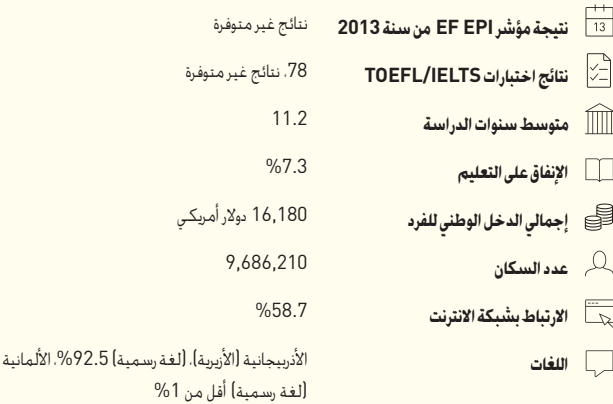 نتيجة مؤشر EF EPI من سنة 2013 نتائج غير متوفرة
نتائج اختبارات TOEFL/IELTS 78، نتائج غير متوفرة
متوسط سنوات الدراسة 11.2
الإنفاق على التعليم 7.3%
إجمالي الدخل الوطني للفرد 16,180 دولار أمريكي
عدد السكان 9,686,210
الارتباط بشبكة الانترنت 58.7%
اللغات الأذربيجانية (الأزيرية)، (لغة رسمية) 92.5%، الألمانية
(لغة رسمية) أقل من 1%
13